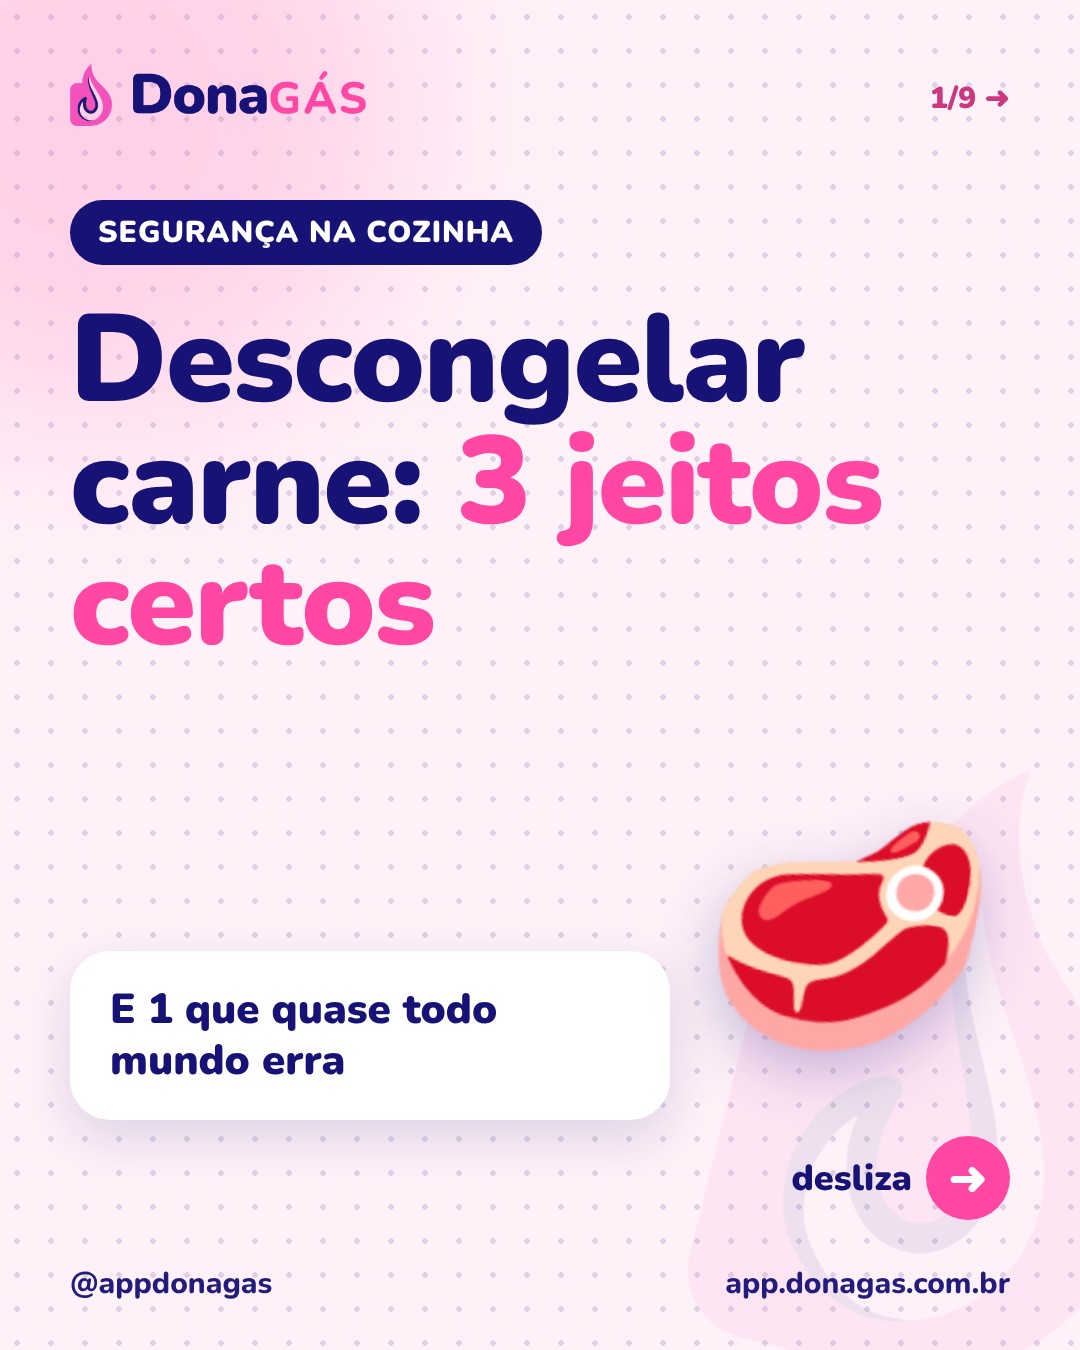 DonaGÁS
1/9 →
SEGURANÇA NA COZINHA
Descongelar
carne: 3 jeitos
certos
E 1 que quase todo
mundo erra
desliza →
@appdonagas
app.donagas.com.br